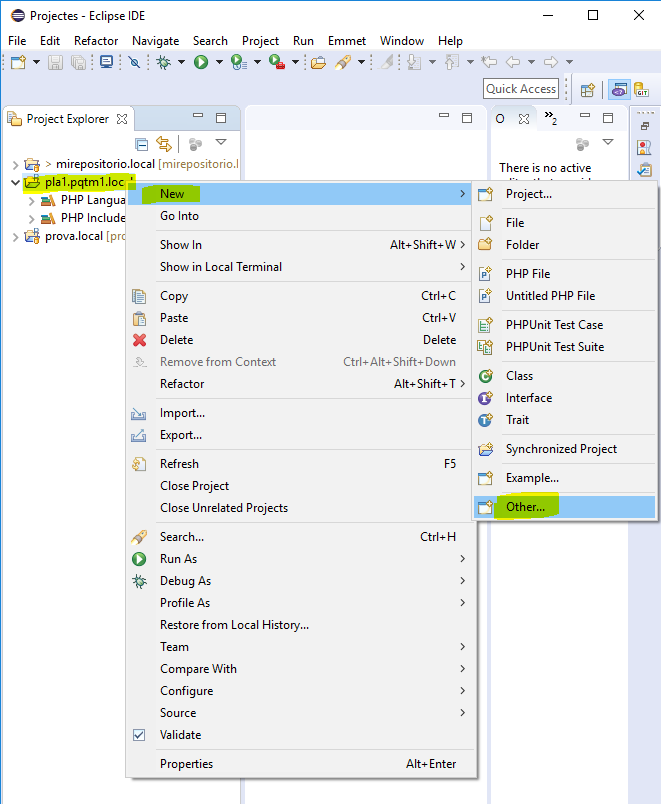 Projectes - Eclipse IDE
File Edit Refactor Navigate Search Project Run Emmet Window Help
Quick Access
GIT
Project Explorer
O
» 2
> mirepositorio.local [mirepositorio.l
pla1.pqtm1.local
PHP Langua
PHP Include
prova.local [pro
There is no active
New
Go Into
Show In Alt+Shift+W
Show in Local Terminal
Copy Ctrl+C
Paste Ctrl+V
Delete Delete
Remove from Context Ctrl+Alt+Shift+Down
Refactor Alt+Shift+T
Import...
Export...
Refresh F5
Close Project
Close Unrelated Projects
Search... Ctrl+H
Run As
Debug As
Profile As
Restore from Local History...
Team
Compare With
Configure
Source
Validate
Properties Alt+Enter
Project...
File
Folder
PHP File
Untitled PHP File
PHPUnit Test Case
PHPUnit Test Suite
Class
Interface
Trait
Synchronized Project
Example...
Other...